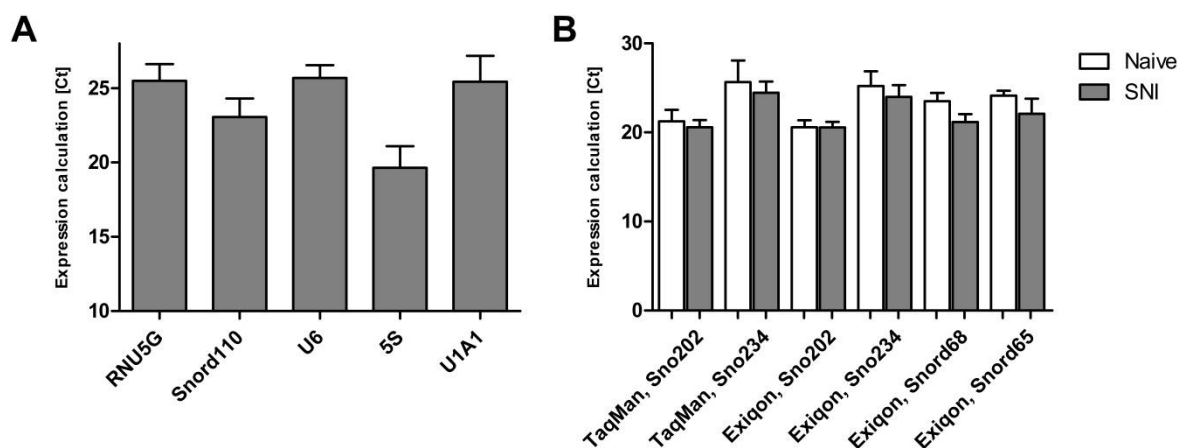 A
Expression calculation [Ct]
25
20
15
10
RNU5G
Snord110
U6
5S
U1A1
B
Expression calculation [Ct]
30
20
10
0
TaqMan, Sno202
TaqMan, Sno234
Exiqon, Sno202
Exiqon, Sno234
Exiqon, Snord68
Exiqon, Snord65
Naive
SNI